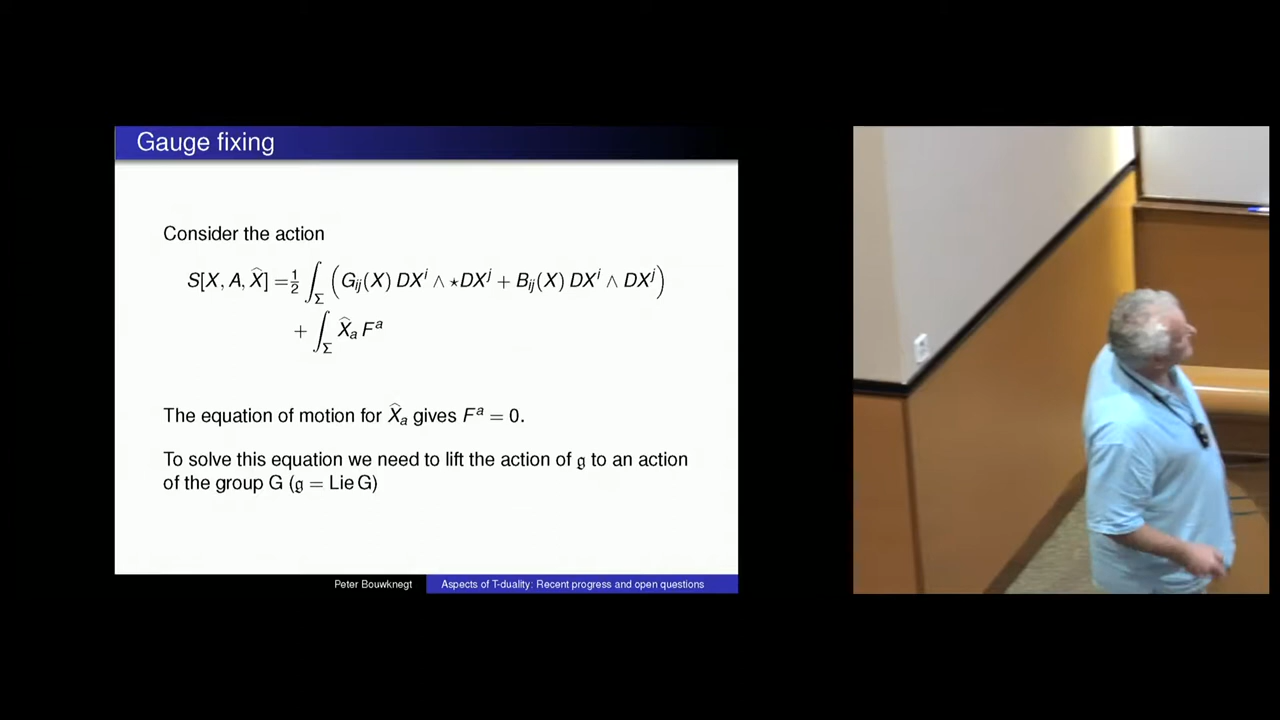 Gauge fixing
Consider the action
S[X, A, X̂] = ½ ∫_Σ ( G_ij(X) DX^i ∧ ⋆DX^j + B_ij(X) DX^i ∧ DX^j )
+ ∫_Σ X̂_a F^a
The equation of motion for X̂_a gives F^a = 0.
To solve this equation we need to lift the action of 𝔤 to an action
of the group G (𝔤 = Lie G)
Peter Bouwknegt
Aspects of T-duality: Recent progress and open questions